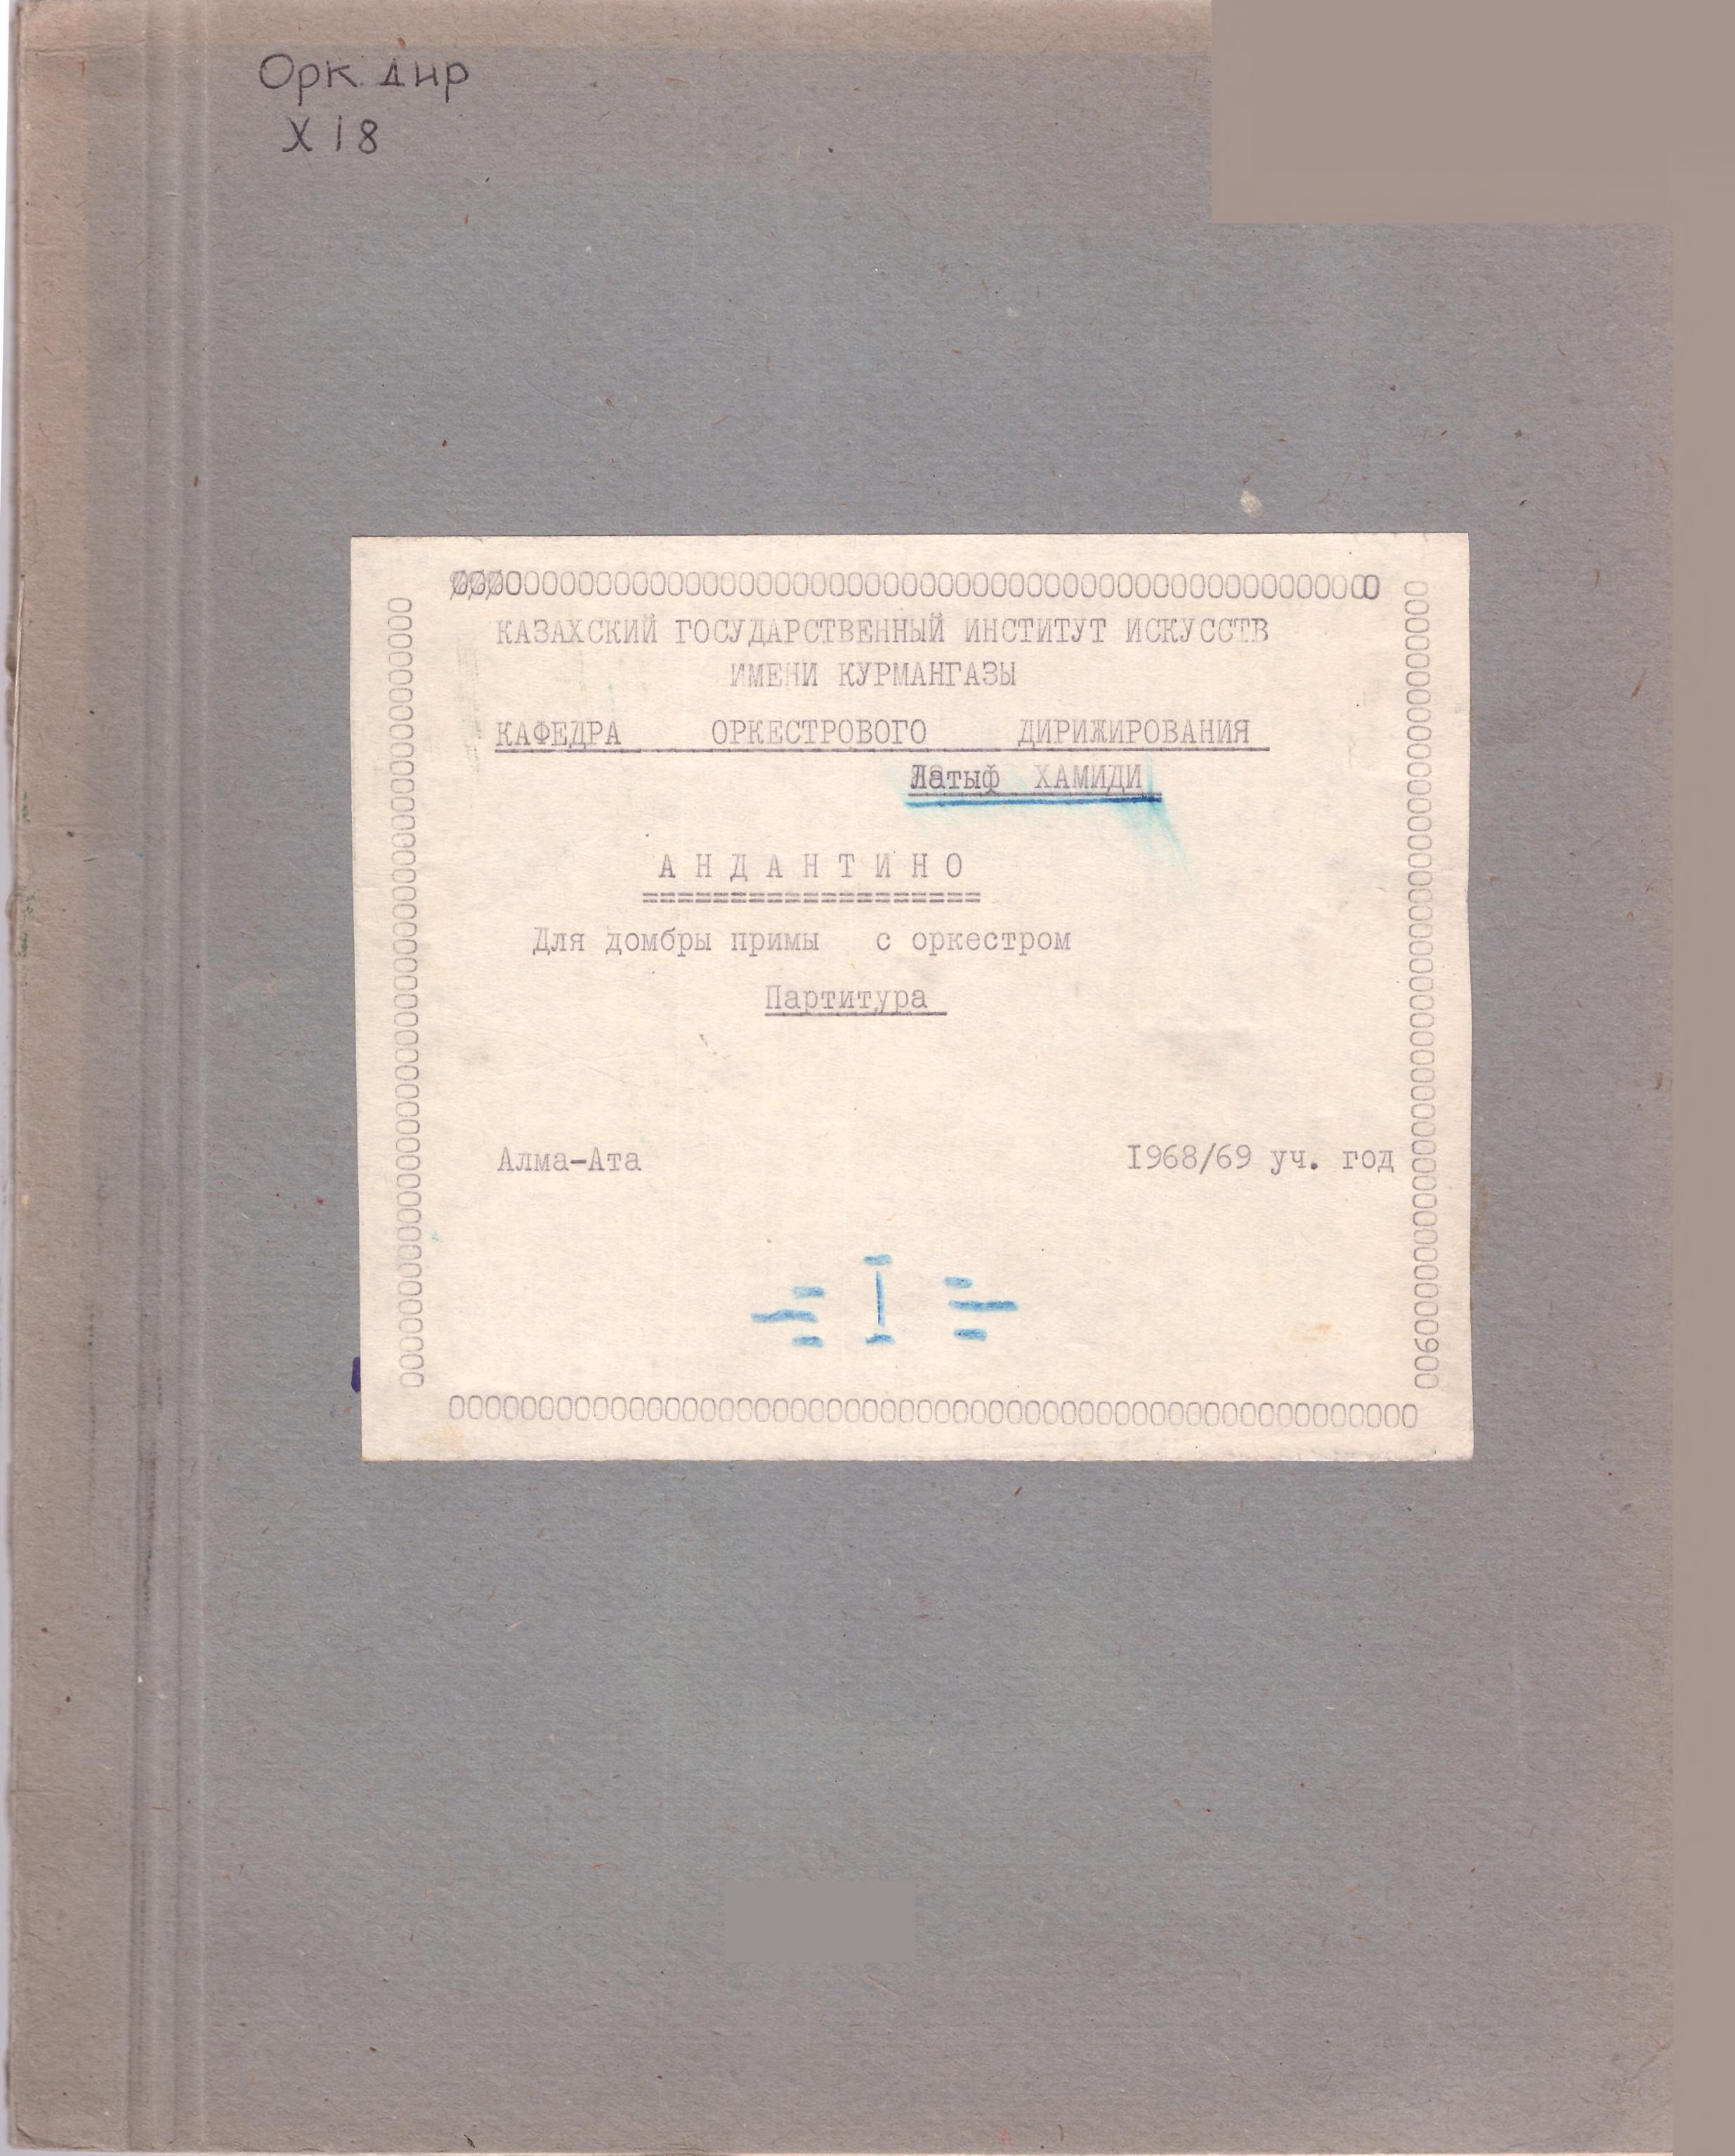 Орк. дир
Х 18
КАЗАХСКИЙ ГОСУДАРСТВЕННЫЙ ИНСТИТУТ ИСКУССТВ
ИМЕНИ КУРМАНГАЗЫ
КАФЕДРА ОРКЕСТРОВОГО ДИРИЖИРОВАНИЯ
Латыф ХАМИДИ
АНДАНТИНО
Для домбры примы с оркестром
Партитура
Алма-Ата 1968/69 уч. год
I